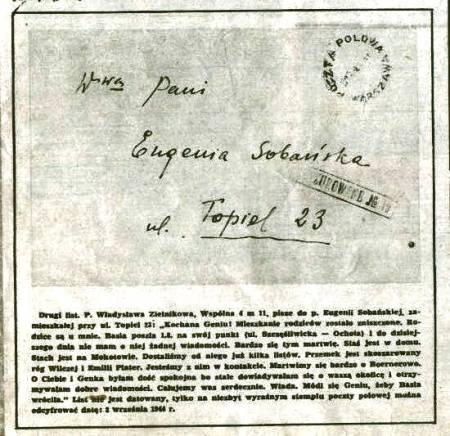 POCZTA POLOWA
WARSZAWA
W-wa Pani
Eugenia Sobańska
ul. Topiel 23
Drugi list. P. Władysława Zietnikowa, Wspólna 4 m 11, pisze do p. Eugenii Sobańskiej, za-
mieszkałej przy ul. Topiel 23: „Kochana Geniu! Mieszkanie rodziców zostało zniszczone. Ro-
dzice są u mnie. Basia poszła 1.8. na swój punkt (ul. Szczęśliwicka — Ochota) i do dzisiej-
szego dnia nie mam o niej żadnej wiadomości. Bardzo się tym martwię. Staś jest w domu.
Stach jest na Mokotowie. Dostaliśmy od niego już kilka listów. Przemek jest skoszarowany
róg Wilczej i Emilii Plater. Jesteśmy z nim w kontakcie. Martwimy się bardzo o Boernerowo.
O Ciebie i Genka byłam dość spokojna bo stale dowiadywałam się o waszą okolicę i otrzy-
mywałam dobre wiadomości. Całujemy was serdecznie. Władz. Módl się Geniu, żeby Basia
wróciła." List nie jest datowany, tylko na niezbyt wyraźnym stemplu poczty polowej można
odcyfrować datę: 2 września 1944 r.